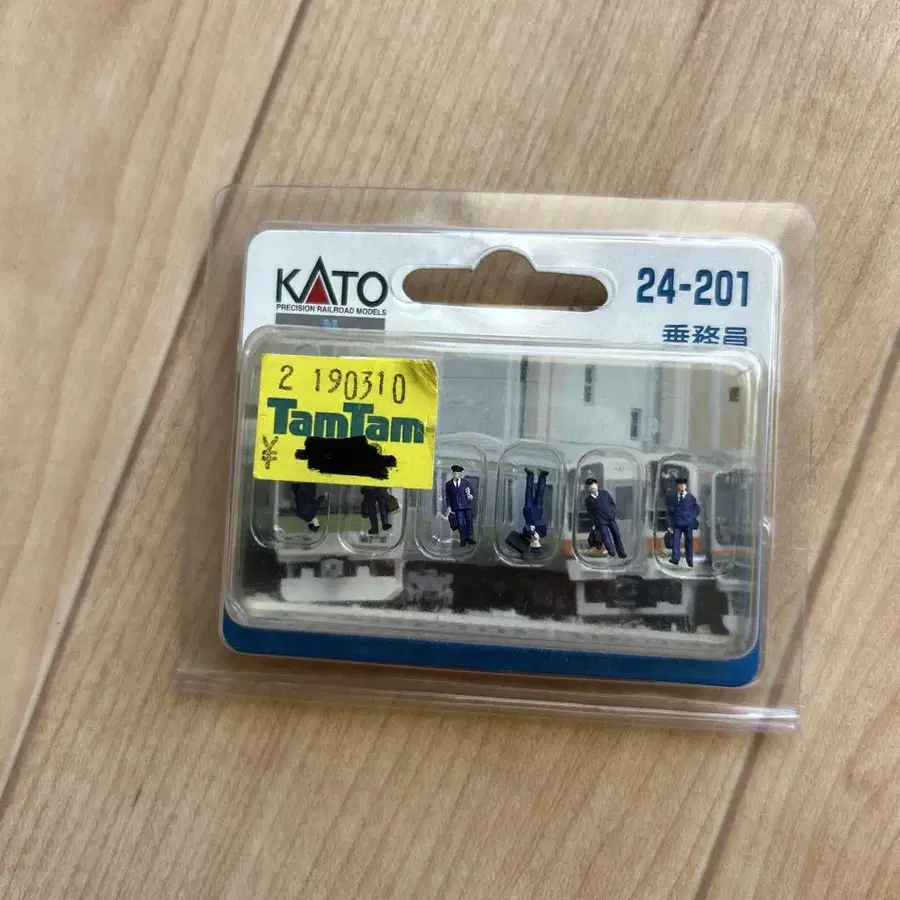 KATO
PRECISION RAILROAD MODELS
N
24-201
乗務員
2 190310
TamTam
¥